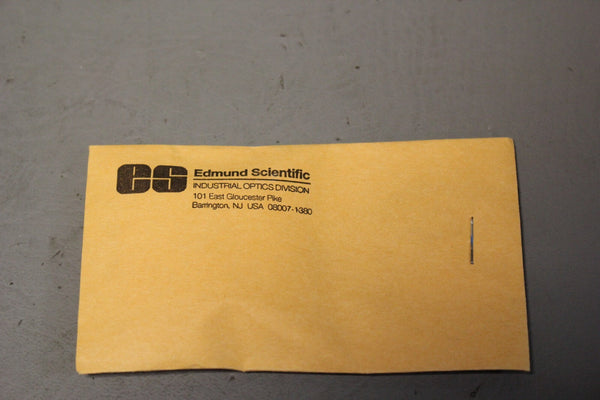 ES Edmund Scientific
INDUSTRIAL OPTICS DIVISION
101 East Gloucester Pike
Barrington, NJ USA 08007-1380